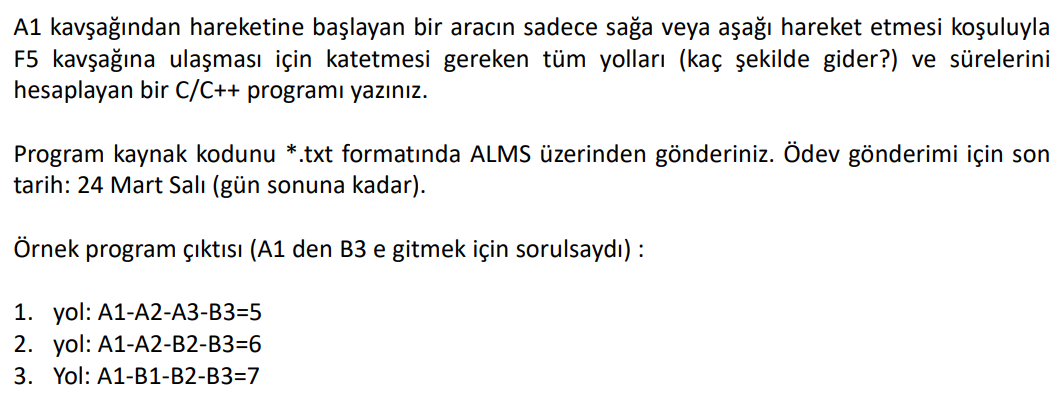 A1 kavşağından hareketine başlayan bir aracın sadece sağa veya aşağı hareket etmesi koşuluyla
F5 kavşağına ulaşması için katetmesi gereken tüm yolları (kaç şekilde gider?) ve sürelerini
hesaplayan bir C/C++ programı yazınız.
Program kaynak kodunu *.txt formatında ALMS üzerinden gönderiniz. Ödev gönderimi için son
tarih: 24 Mart Salı (gün sonuna kadar).
Örnek program çıktısı (A1 den B3 e gitmek için sorulsaydı) :
1. yol: A1-A2-A3-B3=5
2. yol: A1-A2-B2-B3=6
3. Yol: A1-B1-B2-B3=7